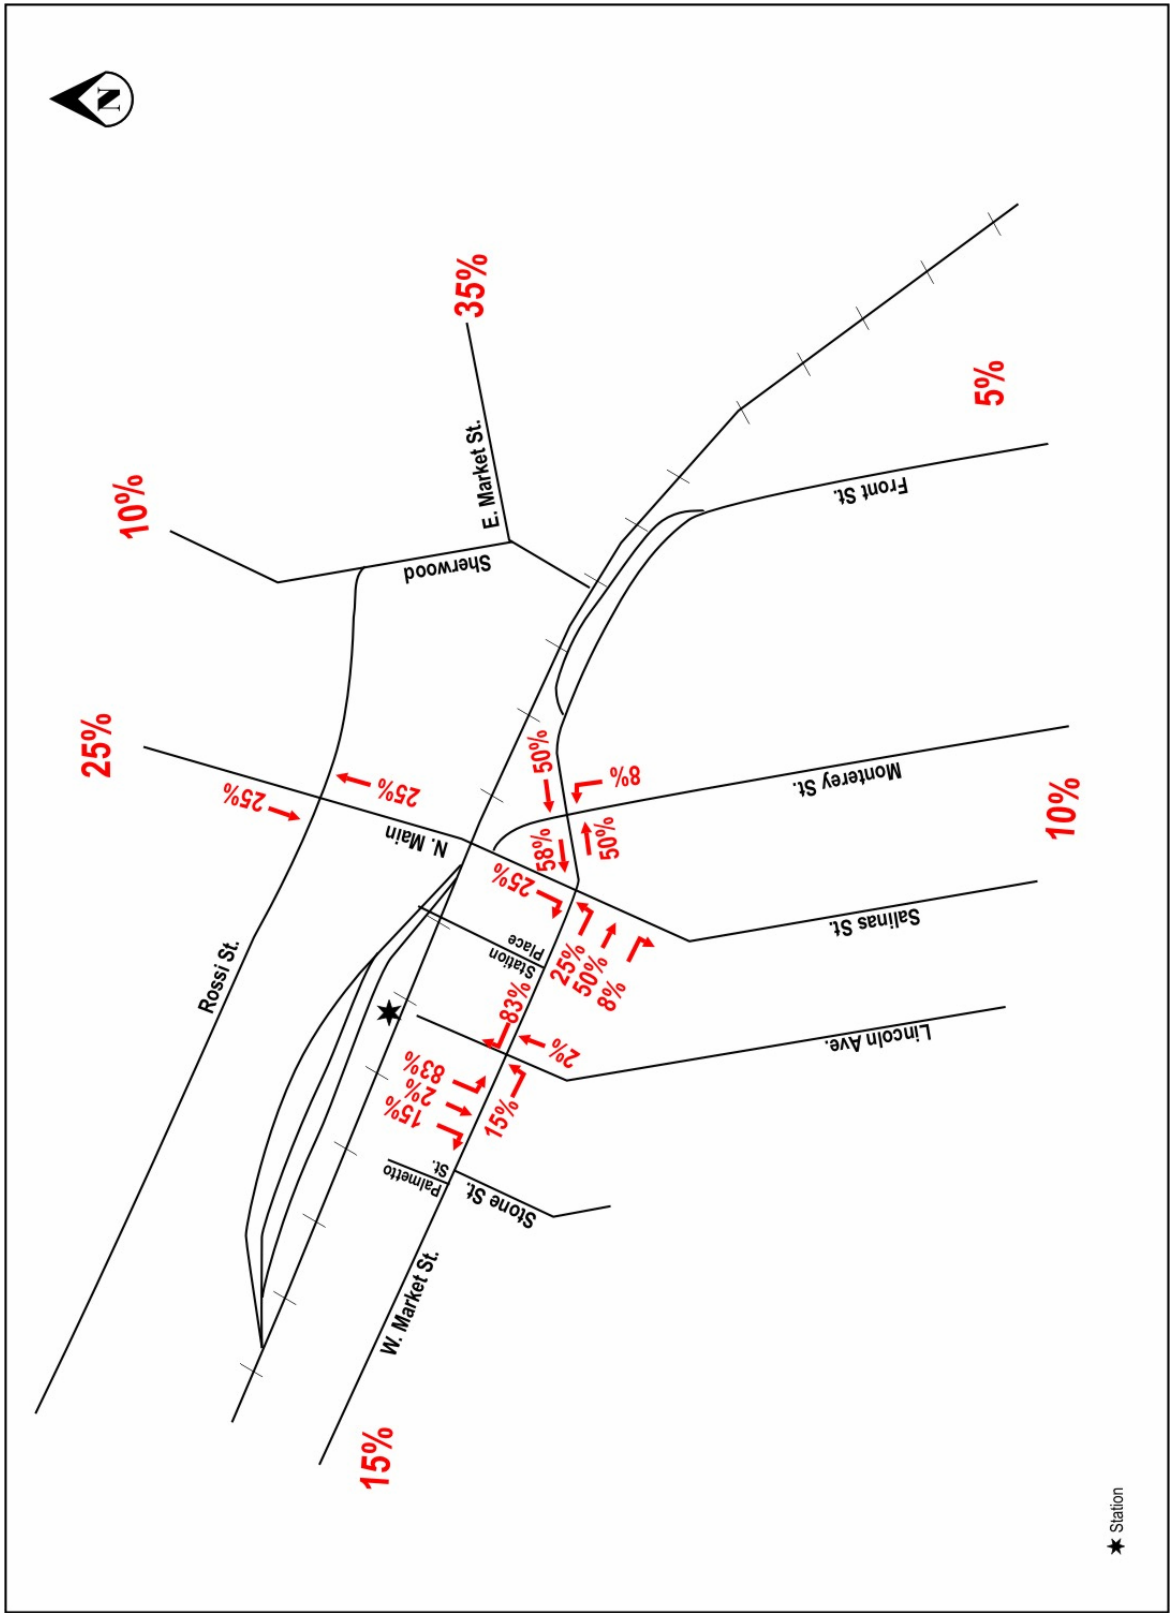 N
25%
10%
Rossi St.
25%
25%
15%
W. Market St.
15%
2%
83%
N. Main
Palmetto
St.
Sherwood
E. Market St.
35%
Stone St.
15%
83%
Station
Place
25%
58%
50%
2%
25%
50%
8%
50%
8%
Lincoln Ave.
Salinas St.
Monterey St.
Front St.
5%
10%
Station